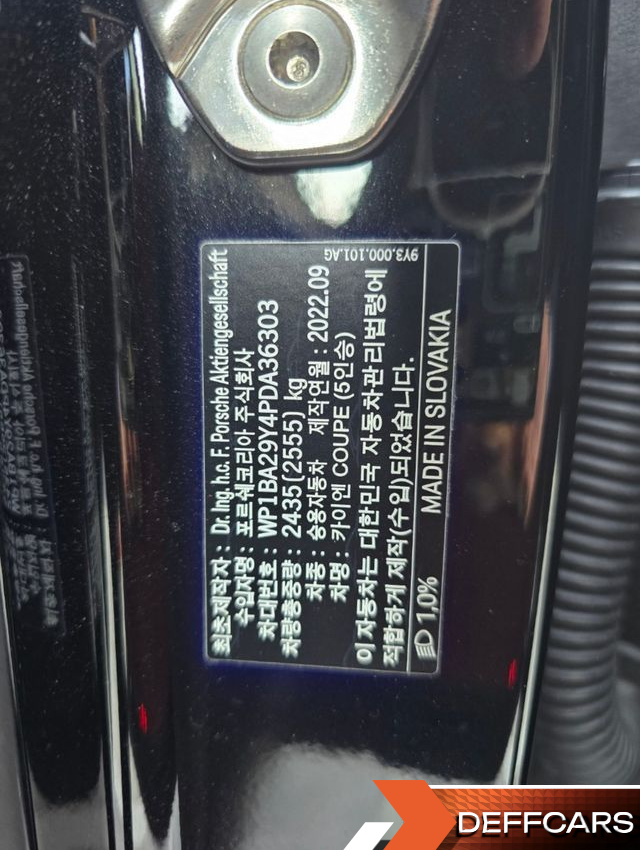 최초제작자 : Dr. Ing. h.c. F. Porsche Aktiengesellschaft
수입자명 : 포르쉐코리아 주식회사
차대번호 : WP1BA29Y4PDA36303
차량총중량 : 2435(2555) kg
차종 : 승용자동차 제작연월 : 2022.09
차명 : 카이엔 COUPE (5인승)
이 자동차는 대한민국 자동차관리법령에
적합하게 제작(수입)되었습니다.
1,0% MADE IN SLOVAKIA
9Y3.000.101.AG
DEFFCARS